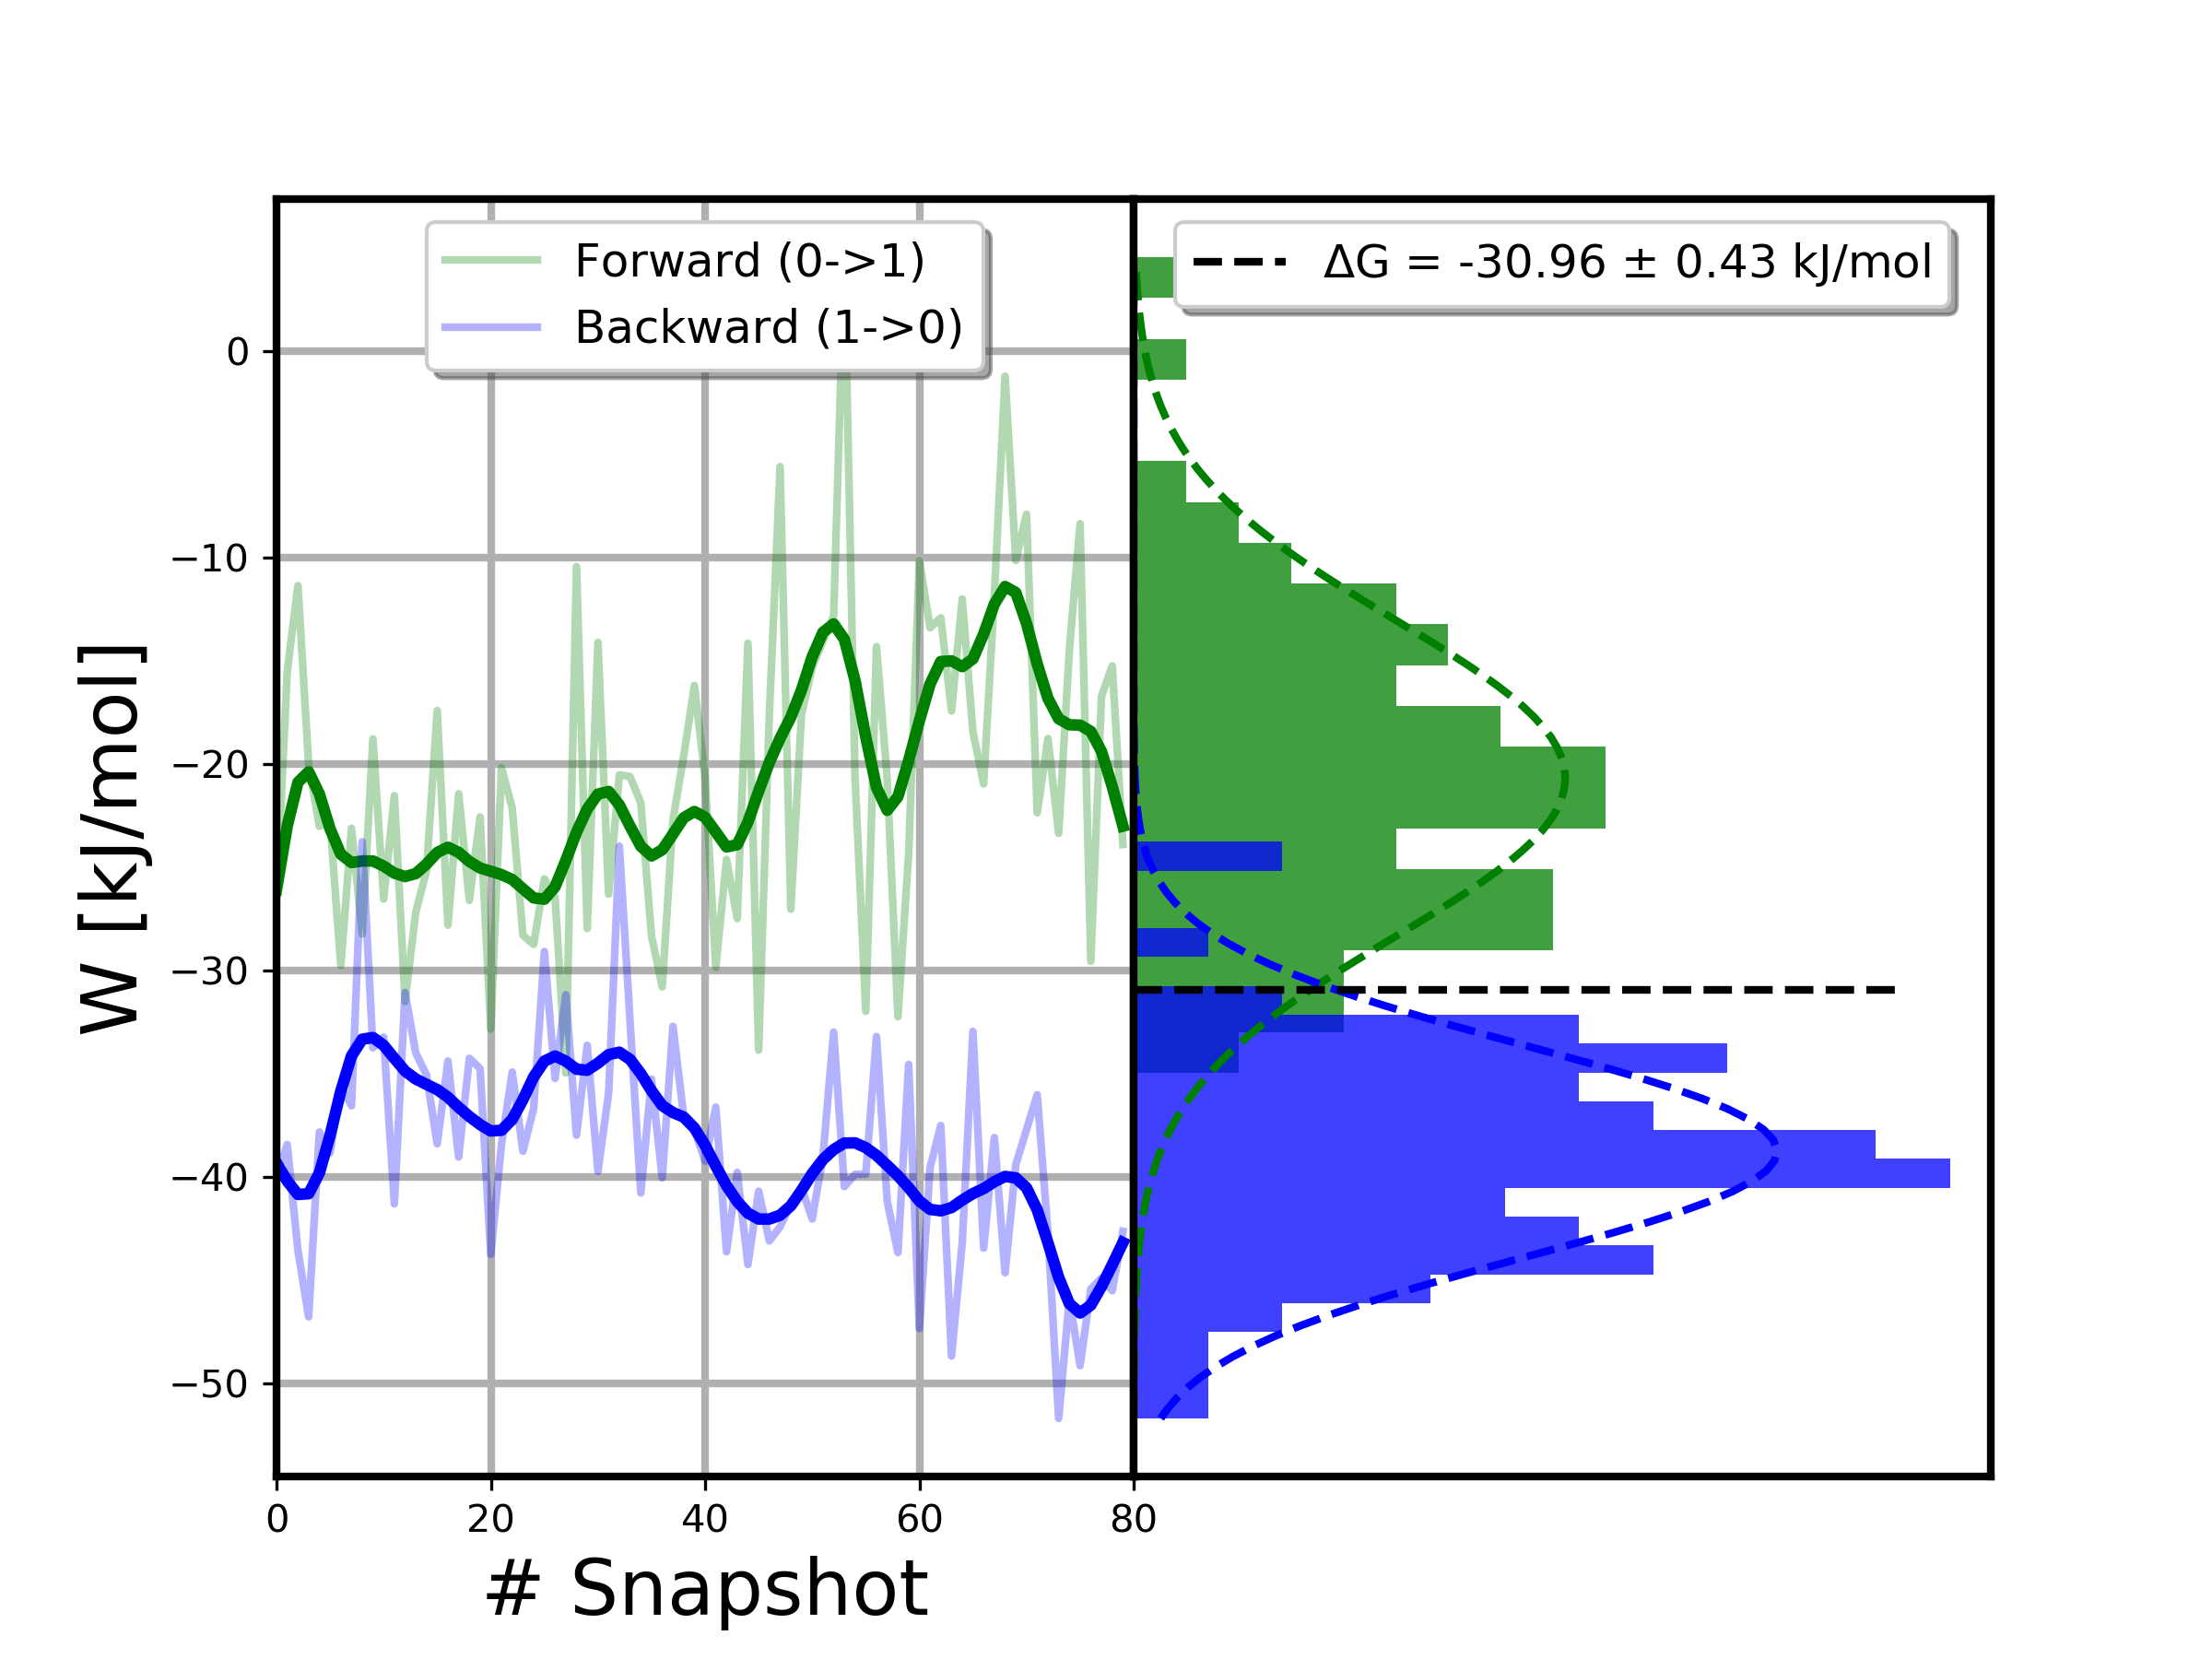 Forward (0->1)
Backward (1->0)
ΔG = -30.96 ± 0.43 kJ/mol
W [kJ/mol]
0
−10
−20
−30
−40
−50
0 20 40 60 80
# Snapshot